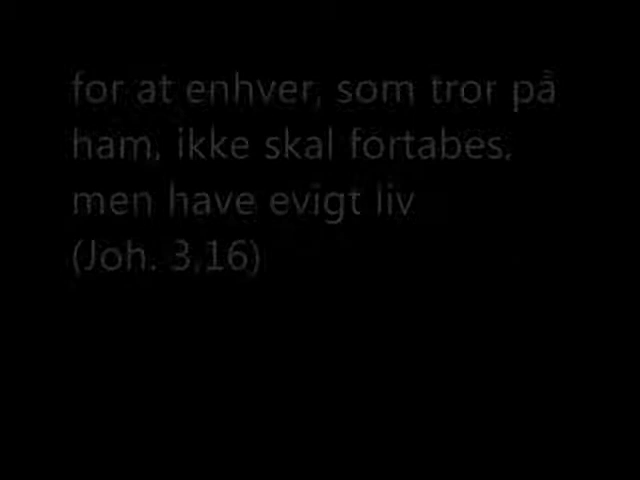 for at enhver, som tror på
ham, ikke skal fortabes,
men have evigt liv
(Joh. 3,16)